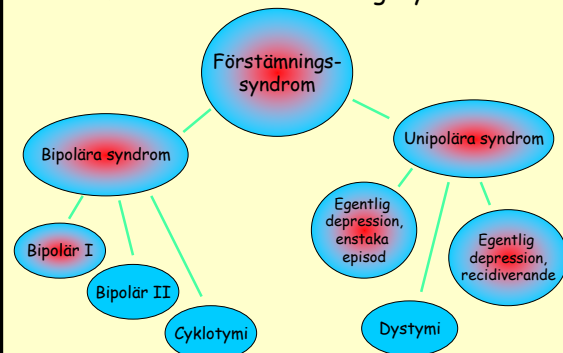 Förstämnings-
syndrom
Bipolära syndrom
Unipolära syndrom
Bipolär I
Bipolär II
Cyklotymi
Egentlig
depression,
enstaka
episod
Dystymi
Egentlig
depression,
recidiverande